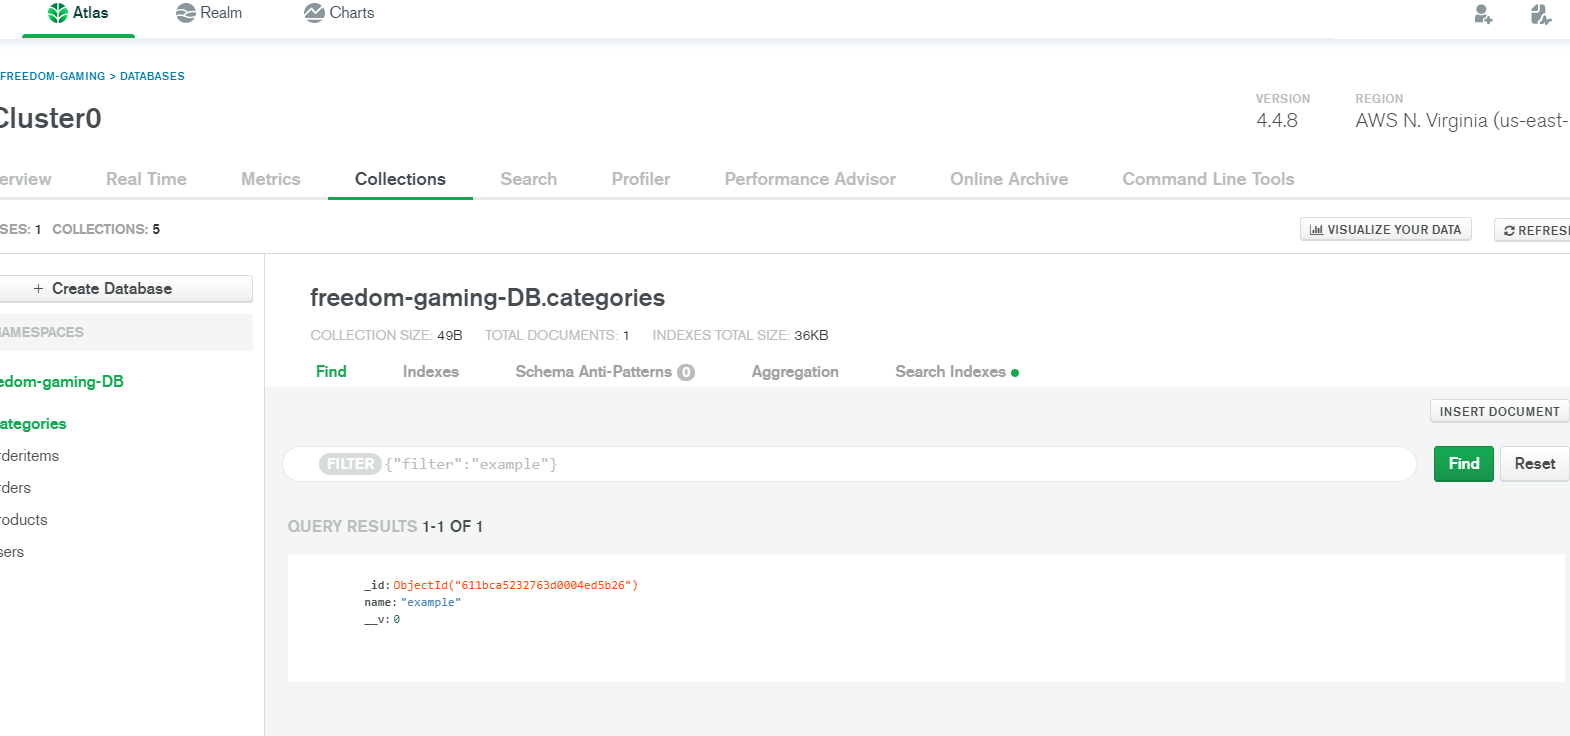 Atlas Realm Charts
FREEDOM-GAMING > DATABASES
Cluster0
VERSION REGION
4.4.8 AWS N. Virginia (us-east-
erview Real Time Metrics Collections Search Profiler Performance Advisor Online Archive Command Line Tools
SES: 1 COLLECTIONS: 5 VISUALIZE YOUR DATA REFRES
+ Create Database
NAMESPACES
edom-gaming-DB
ategories
rderitems
rders
roducts
sers
freedom-gaming-DB.categories
COLLECTION SIZE: 49B TOTAL DOCUMENTS: 1 INDEXES TOTAL SIZE: 36KB
Find Indexes Schema Anti-Patterns 0 Aggregation Search Indexes
INSERT DOCUMENT
FILTER {"filter":"example"} Find Reset
QUERY RESULTS 1-1 OF 1
_id: ObjectId("611bca5232763d0004ed5b26")
name: "example"
__v: 0